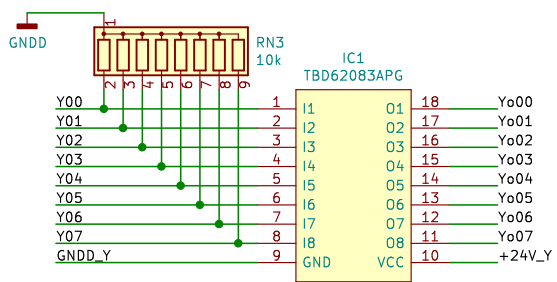 1
GNDD
RN3
10k
2 3 4 5 6 7 8 9
IC1
TBD62083APG
Y00 1 I1 O1 18 Yo00
Y01 2 I2 O2 17 Yo01
Y02 3 I3 O3 16 Yo02
Y03 4 I4 O4 15 Yo03
Y04 5 I5 O5 14 Yo04
Y05 6 I6 O6 13 Yo05
Y06 7 I7 O7 12 Yo06
Y07 8 I8 O8 11 Yo07
GNDD_Y 9 GND VCC 10 +24V_Y